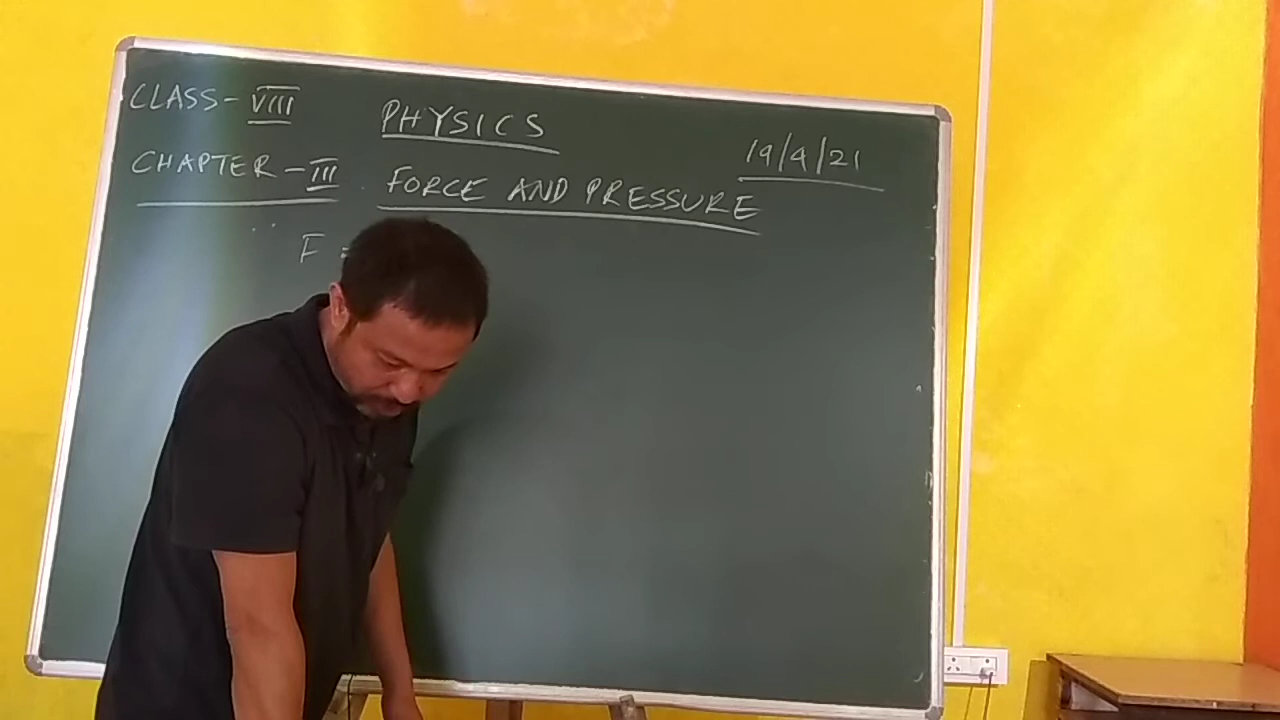 CLASS - VIII
PHYSICS
19/4/21
CHAPTER - III
FORCE AND PRESSURE
F =